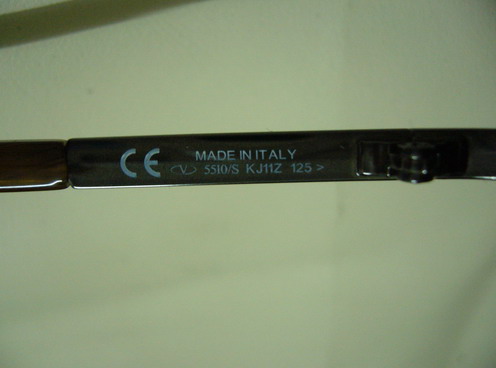 CE MADE IN ITALY
<V> 5510/S KJ11Z 125 >